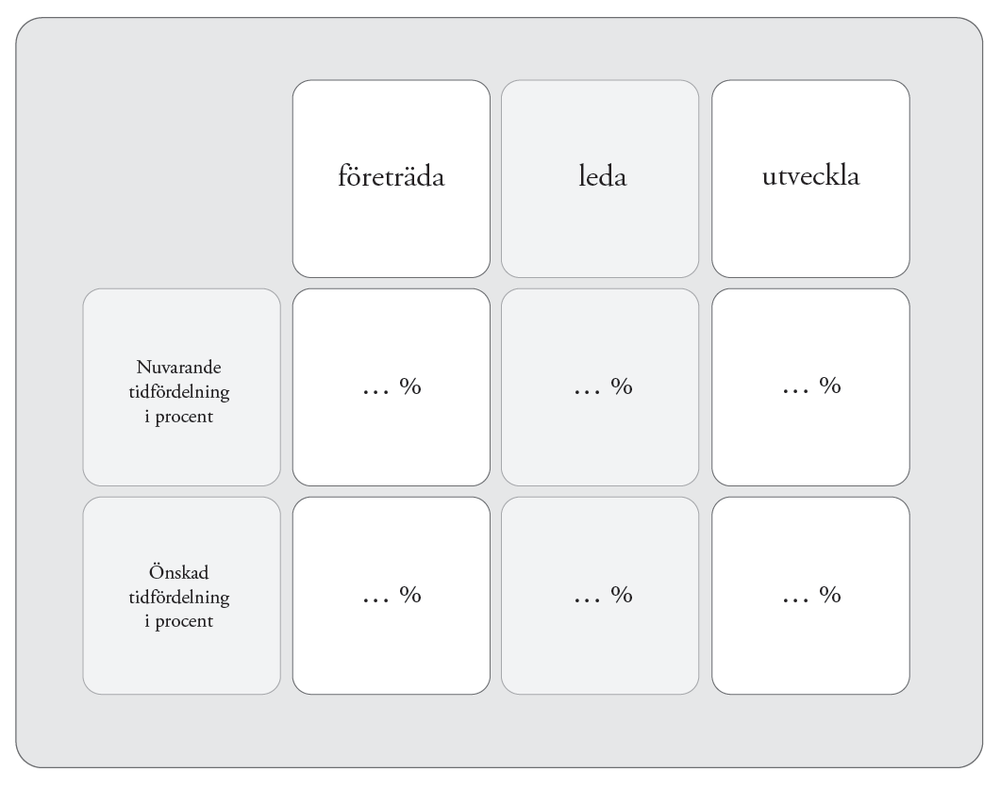 företräda
leda
utveckla
Nuvarande
tidfördelning
i procent
… %
… %
… %
Önskad
tidfördelning
i procent
… %
… %
… %